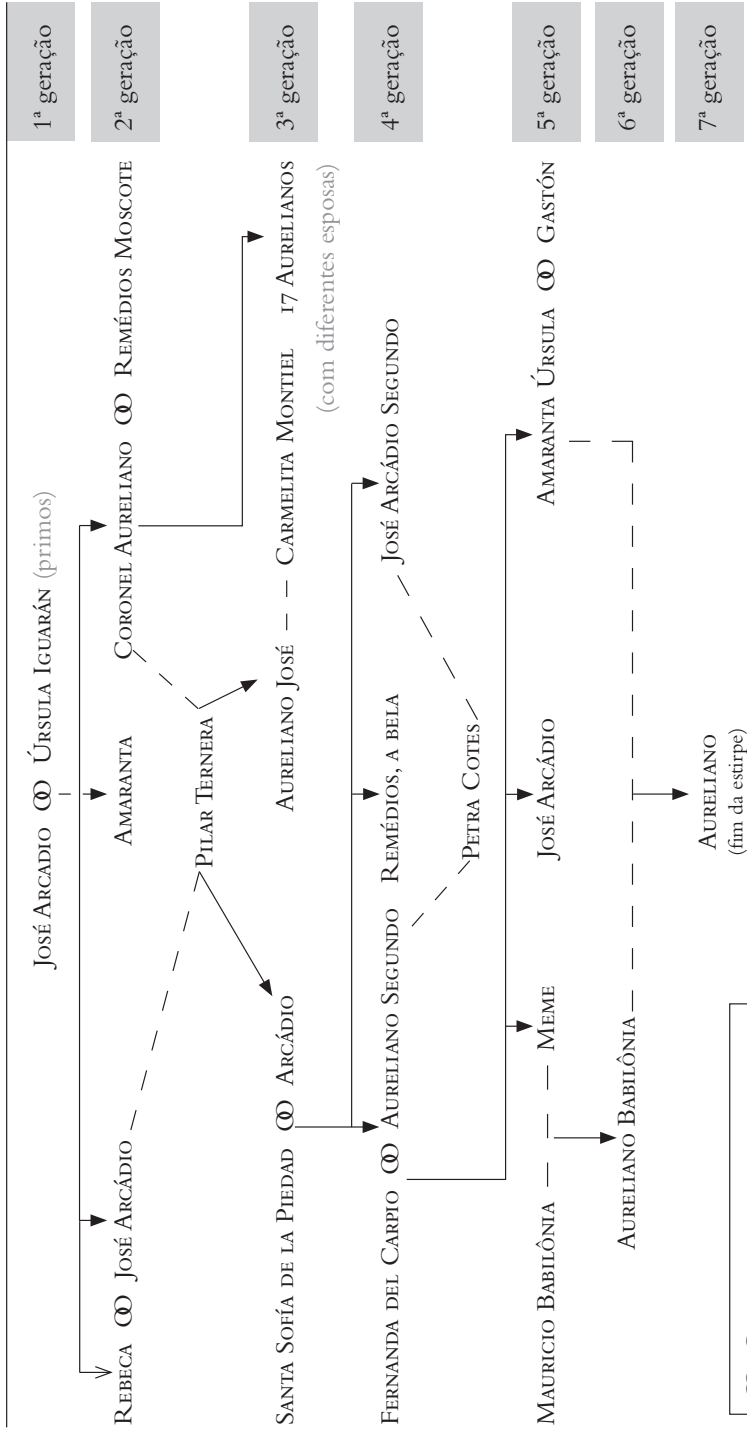 JOSÉ ARCADIO ꝏ ÚRSULA IGUARÁN (primos) 1ª geração
REBECA ꝏ JOSÉ ARCÁDIO AMARANTA CORONEL AURELIANO ꝏ REMÉDIOS MOSCOTE 2ª geração
PILAR TERNERA
SANTA SOFÍA DE LA PIEDAD ꝏ ARCÁDIO AURELIANO JOSÉ CARMELITA MONTIEL 17 AURELIANOS 3ª geração
(com diferentes esposas)
FERNANDA DEL CARPIO ꝏ AURELIANO SEGUNDO REMÉDIOS, A BELA JOSÉ ARCÁDIO SEGUNDO 4ª geração
PETRA COTES
MAURICIO BABILÔNIA MEME JOSÉ ARCÁDIO AMARANTA ÚRSULA ꝏ GASTÓN 5ª geração
AURELIANO BABILÔNIA 6ª geração
AURELIANO 7ª geração
(fim da estirpe)